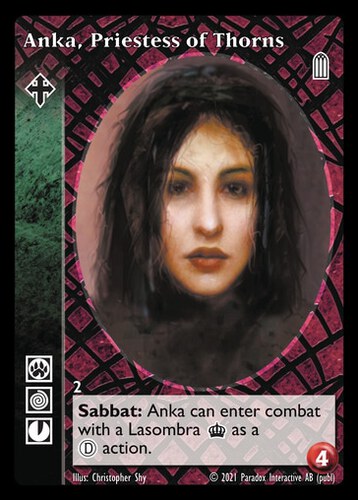 Anka, Priestess of Thorns
2
Sabbat: Anka can enter combat
with a Lasombra as a
D action.
4
Illus: Christopher Shy © 2021 Paradox Interactive AB (publ)